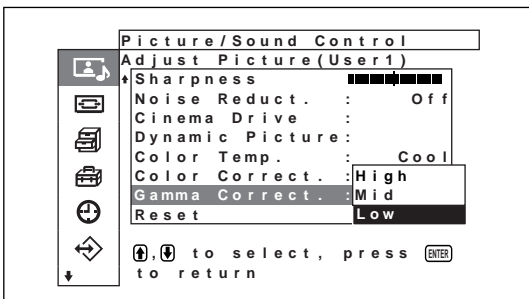 Picture/Sound Control
Adjust Picture(User1)
Sharpness
Noise Reduct. : Off
Cinema Drive :
Dynamic Picture:
Color Temp. : Cool
Color Correct. : High
Gamma Correct. : Mid
Reset Low
, to select, press ENTER
to return